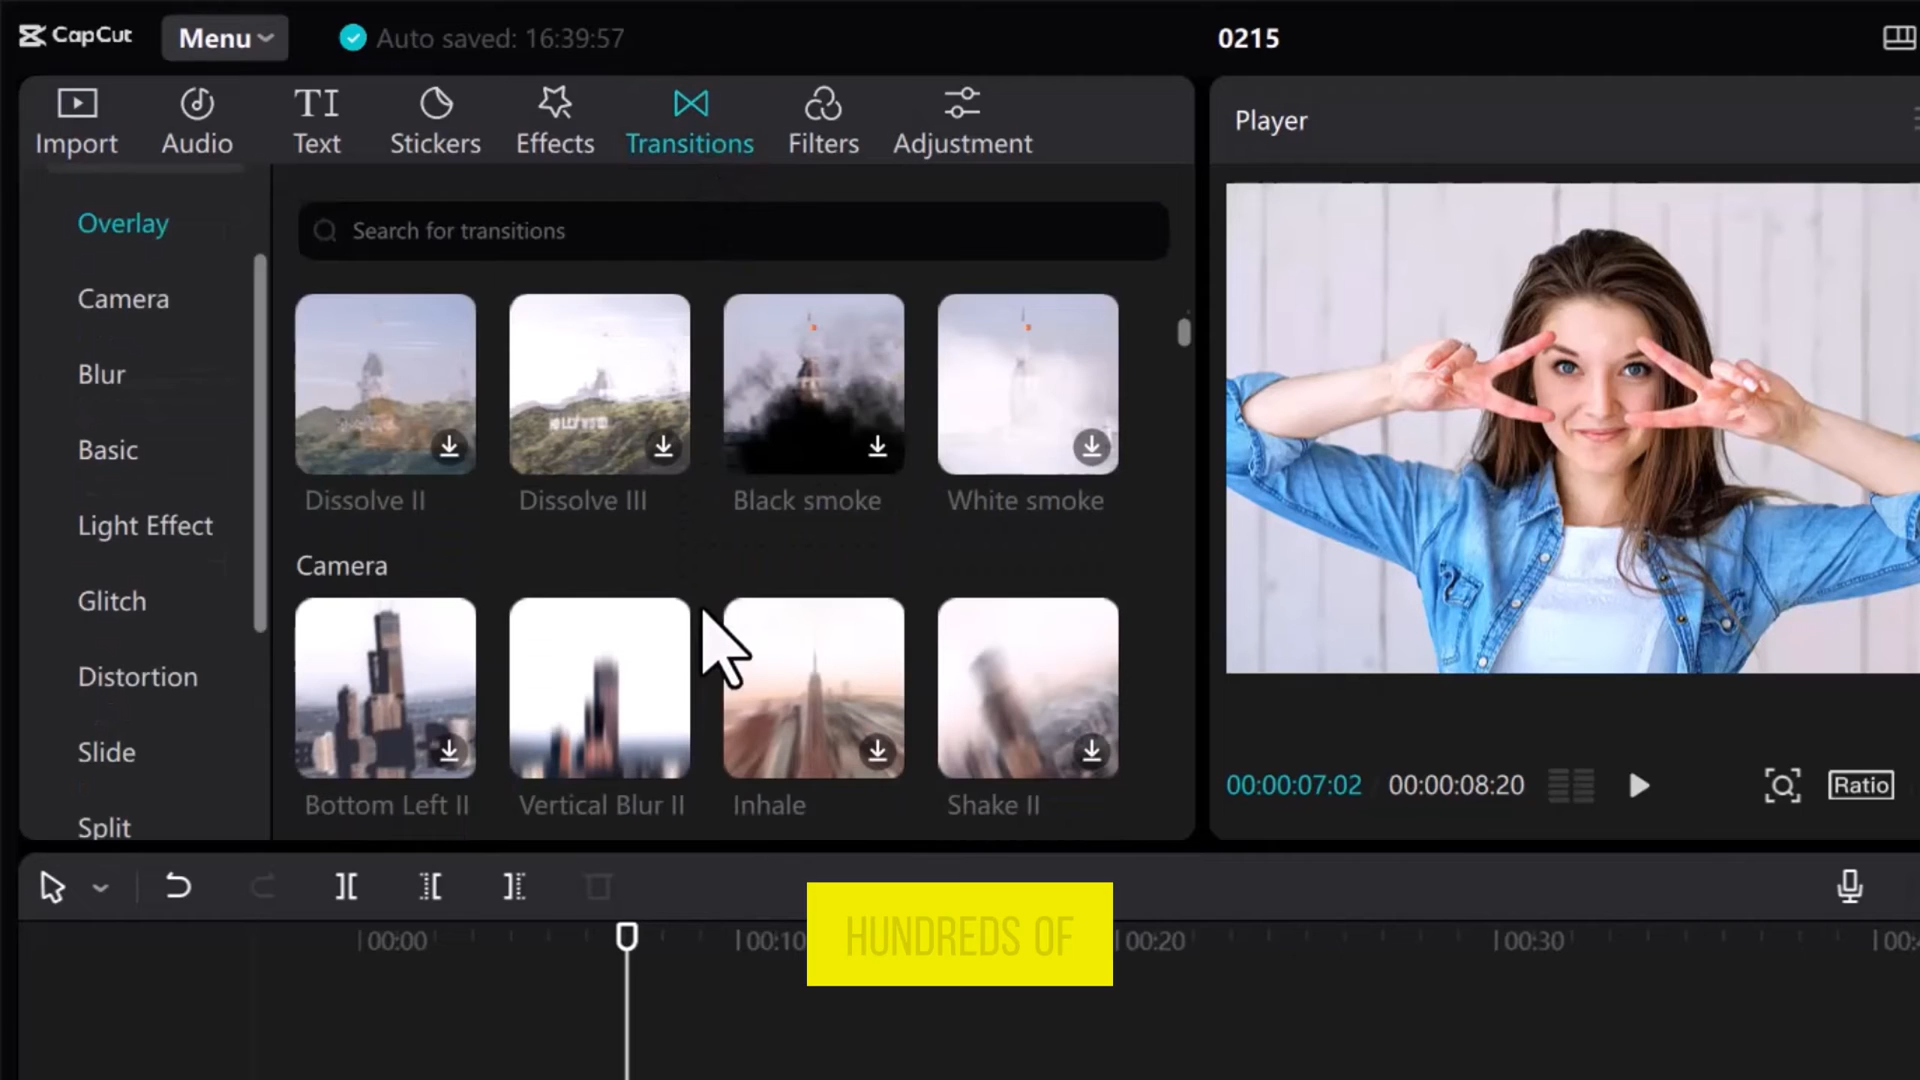 CapCut
Menu
Auto saved: 16:39:57
0215
Import
Audio
TI
Text
Stickers
Effects
Transitions
Filters
Adjustment
Player
Overlay
Camera
Blur
Basic
Light Effect
Glitch
Distortion
Slide
Split
Search for transitions
Dissolve II
Dissolve III
Black smoke
White smoke
Camera
Bottom Left II
Vertical Blur II
Inhale
Shake II
00:00:07:02
00:00:08:20
Ratio
00:00
00:10
00:20
00:30
HUNDREDS OF